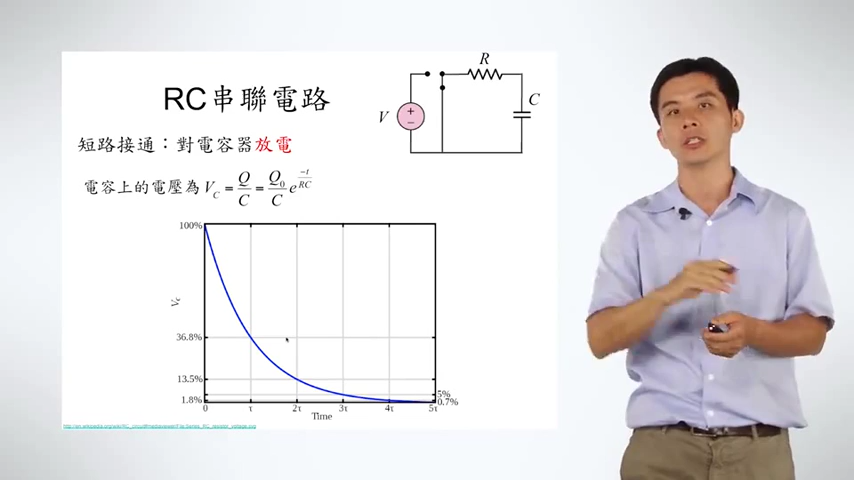 RC串聯電路
R
C
V
+
−
短路接通：對電容器放電
電容上的電壓為 V_C = Q/C = Q_0/C e^{-t/RC}
100%
Vc
36.8%
13.5%
1.8%
5%
0.7%
0 τ 2τ 3τ 4τ 5τ
Time